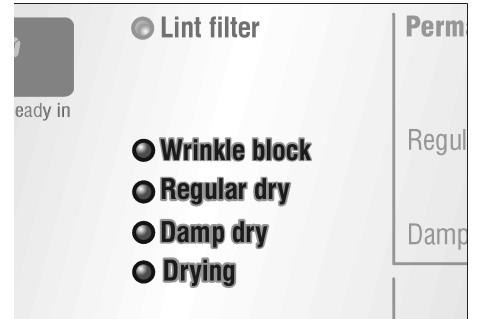 Lint filter
Perm
eady in
Wrinkle block
Regular dry
Damp dry
Drying
Regul
Damp